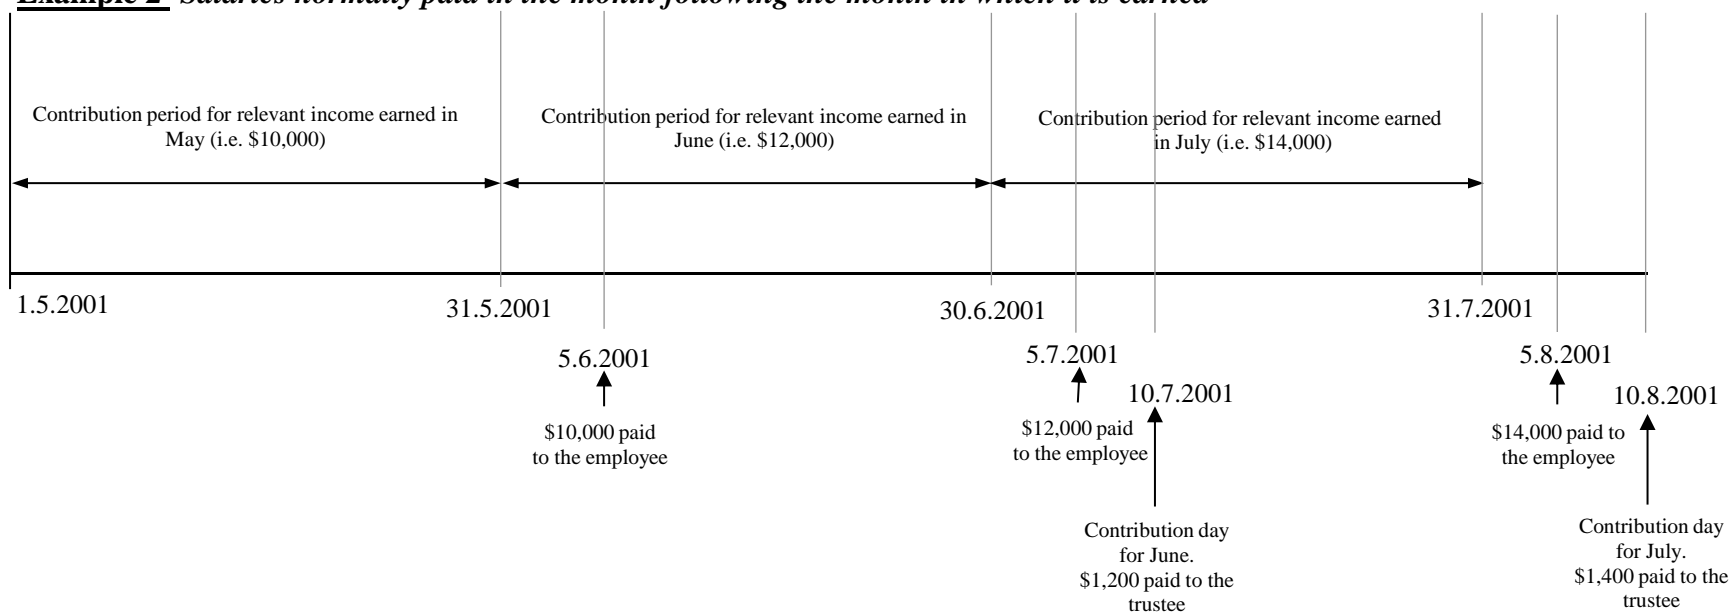 Example 2 Salaries normally paid in the month following the month in which it is earned
Contribution period for relevant income earned in
May (i.e. $10,000)
Contribution period for relevant income earned in
June (i.e. $12,000)
Contribution period for relevant income earned
in July (i.e. $14,000)
1.5.2001
31.5.2001
30.6.2001
31.7.2001
5.6.2001
5.7.2001
5.8.2001
10.7.2001
10.8.2001
$10,000 paid
to the employee
$12,000 paid
to the employee
$14,000 paid to
the employee
Contribution day
for June.
$1,200 paid to the
trustee
Contribution day
for July.
$1,400 paid to the
trustee